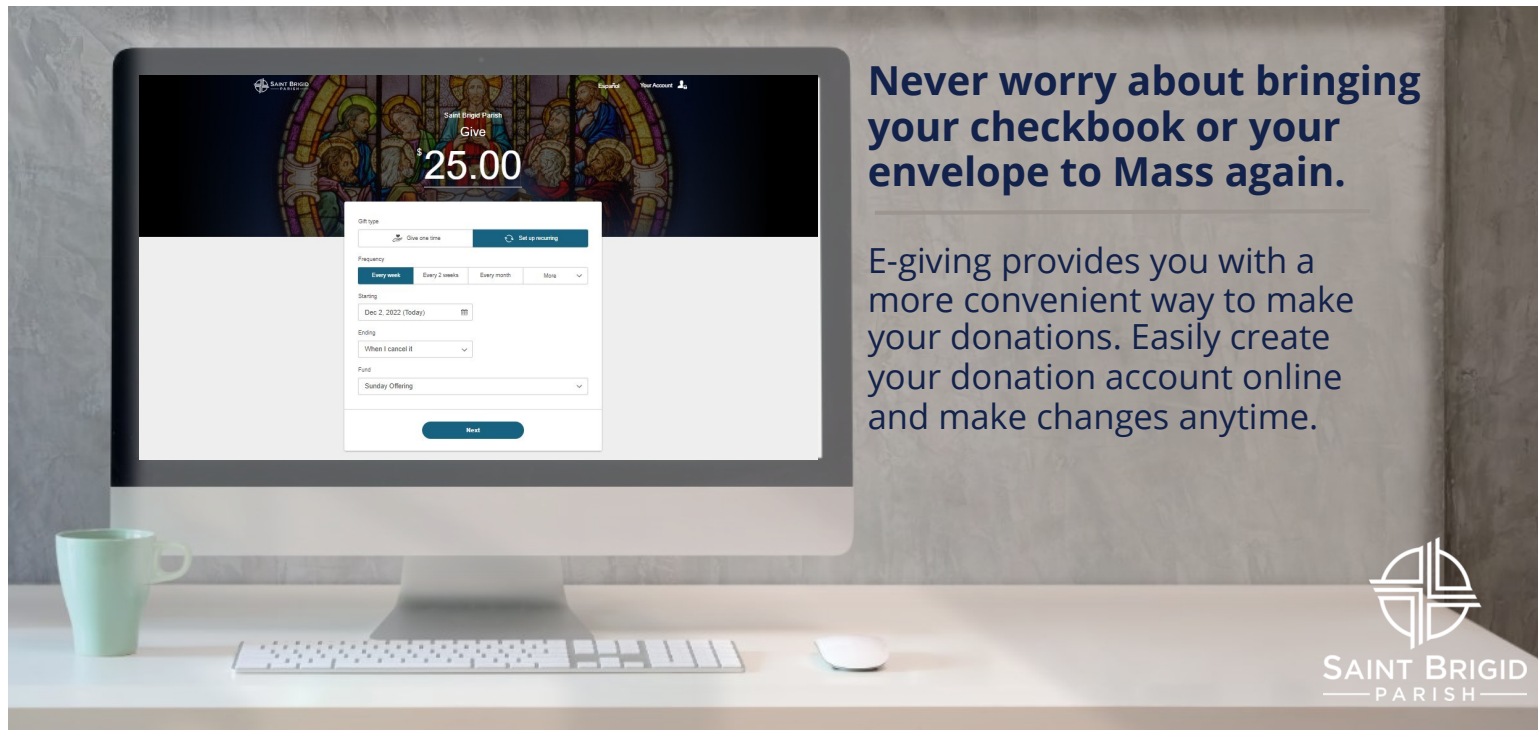 SAINT BRIGID
PARISH
Español Your Account
Saint Brigid Parish
Give
$25.00
Gift type
Give one time Set up recurring
Frequency
Every week Every 2 weeks Every month More
Starting
Dec 2, 2022 (Today)
Ending
When I cancel it
Fund
Sunday Offering
Next
Never worry about bringing
your checkbook or your
envelope to Mass again.
E-giving provides you with a
more convenient way to make
your donations. Easily create
your donation account online
and make changes anytime.
SAINT BRIGID
PARISH